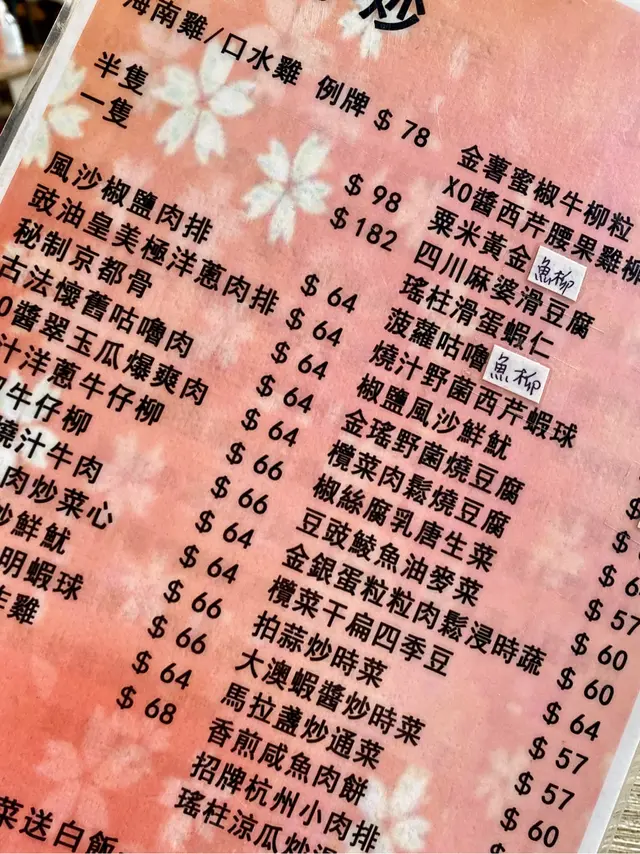 炒
海南雞/口水雞 例牌 $ 78
半隻 $ 98
一隻 $ 182
風沙椒鹽肉排 $ 64
豉油皇美極洋蔥肉排 $ 64
秘制京都骨 $ 64
古法懷舊咕嚕肉 $ 64
O醬翠玉瓜爆爽肉 $ 64
汁洋蔥牛仔柳 $ 66
牛仔柳 $ 66
燒汁牛肉 $ 64
肉炒菜心 $ 64
炒鮮魷 $ 66
明蝦球 $ 66
炸雞 $ 64
$ 68
菜送白飯
金薯蜜椒牛柳粒
XO醬西芹腰果雞柳
粟米黃金魚柳
四川麻婆滑豆腐
瑤柱滑蛋蝦仁
菠蘿咕嚕魚柳
燒汁野菌西芹蝦球
椒鹽風沙鮮魷
金瑤野菌燒豆腐
欖菜肉鬆燒豆腐 $ 6
椒絲腐乳唐生菜 $ 57
豆豉鯪魚油麥菜 $ 60
金銀蛋粒粒肉鬆浸時蔬 $ 60
欖菜干扁四季豆 $ 64
拍蒜炒時菜 $ 57
大澳蝦醬炒時菜 $ 57
馬拉盞炒通菜 $ 60
香煎咸魚肉餅 $
招牌杭州小肉排
瑤柱涼瓜炒